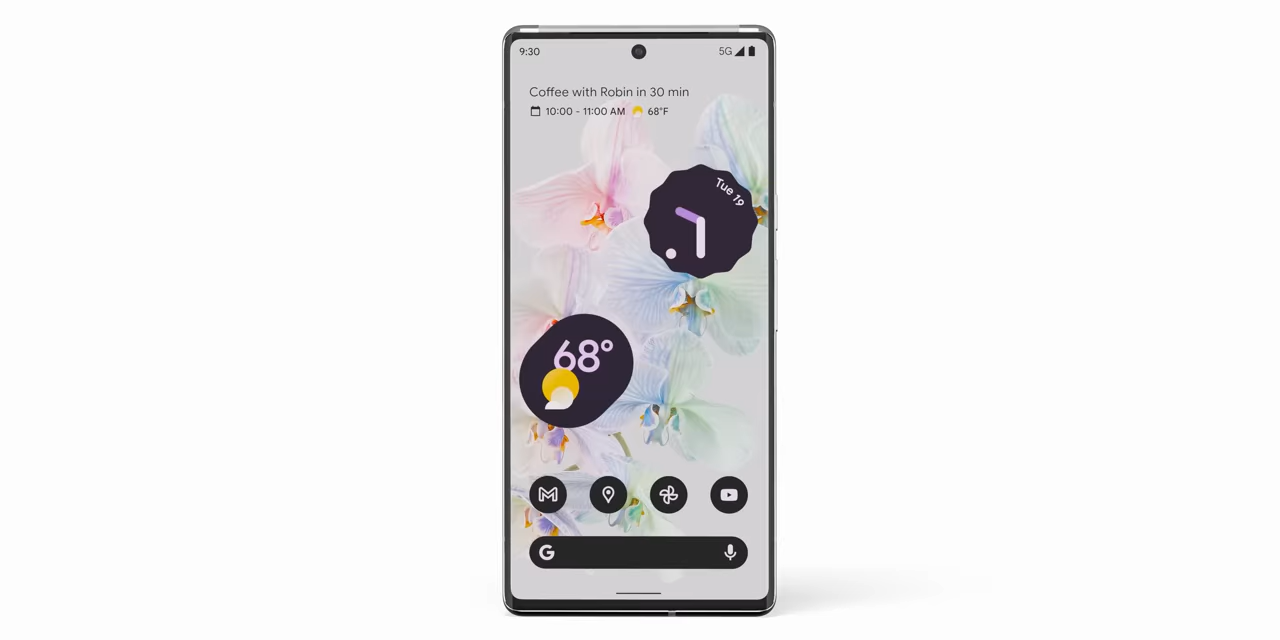 9:30
5G
Coffee with Robin in 30 min
10:00 - 11:00 AM 68°F
Tue 19
68°
G